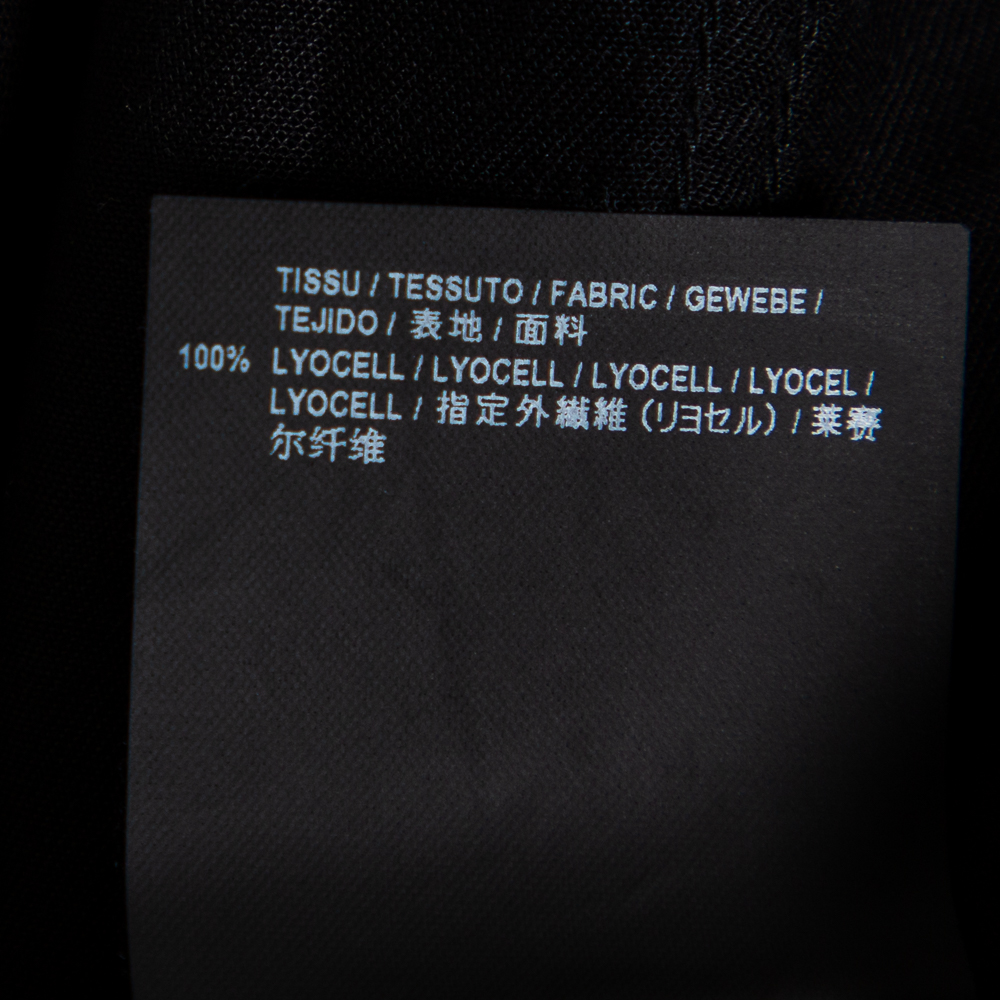 TISSU / TESSUTO / FABRIC / GEWEBE /
TEJIDO / 表地 / 面料
100% LYOCELL / LYOCELL / LYOCELL / LYOCEL /
LYOCELL / 指定外繊維 (リヨセル) / 莱赛
尔纤维